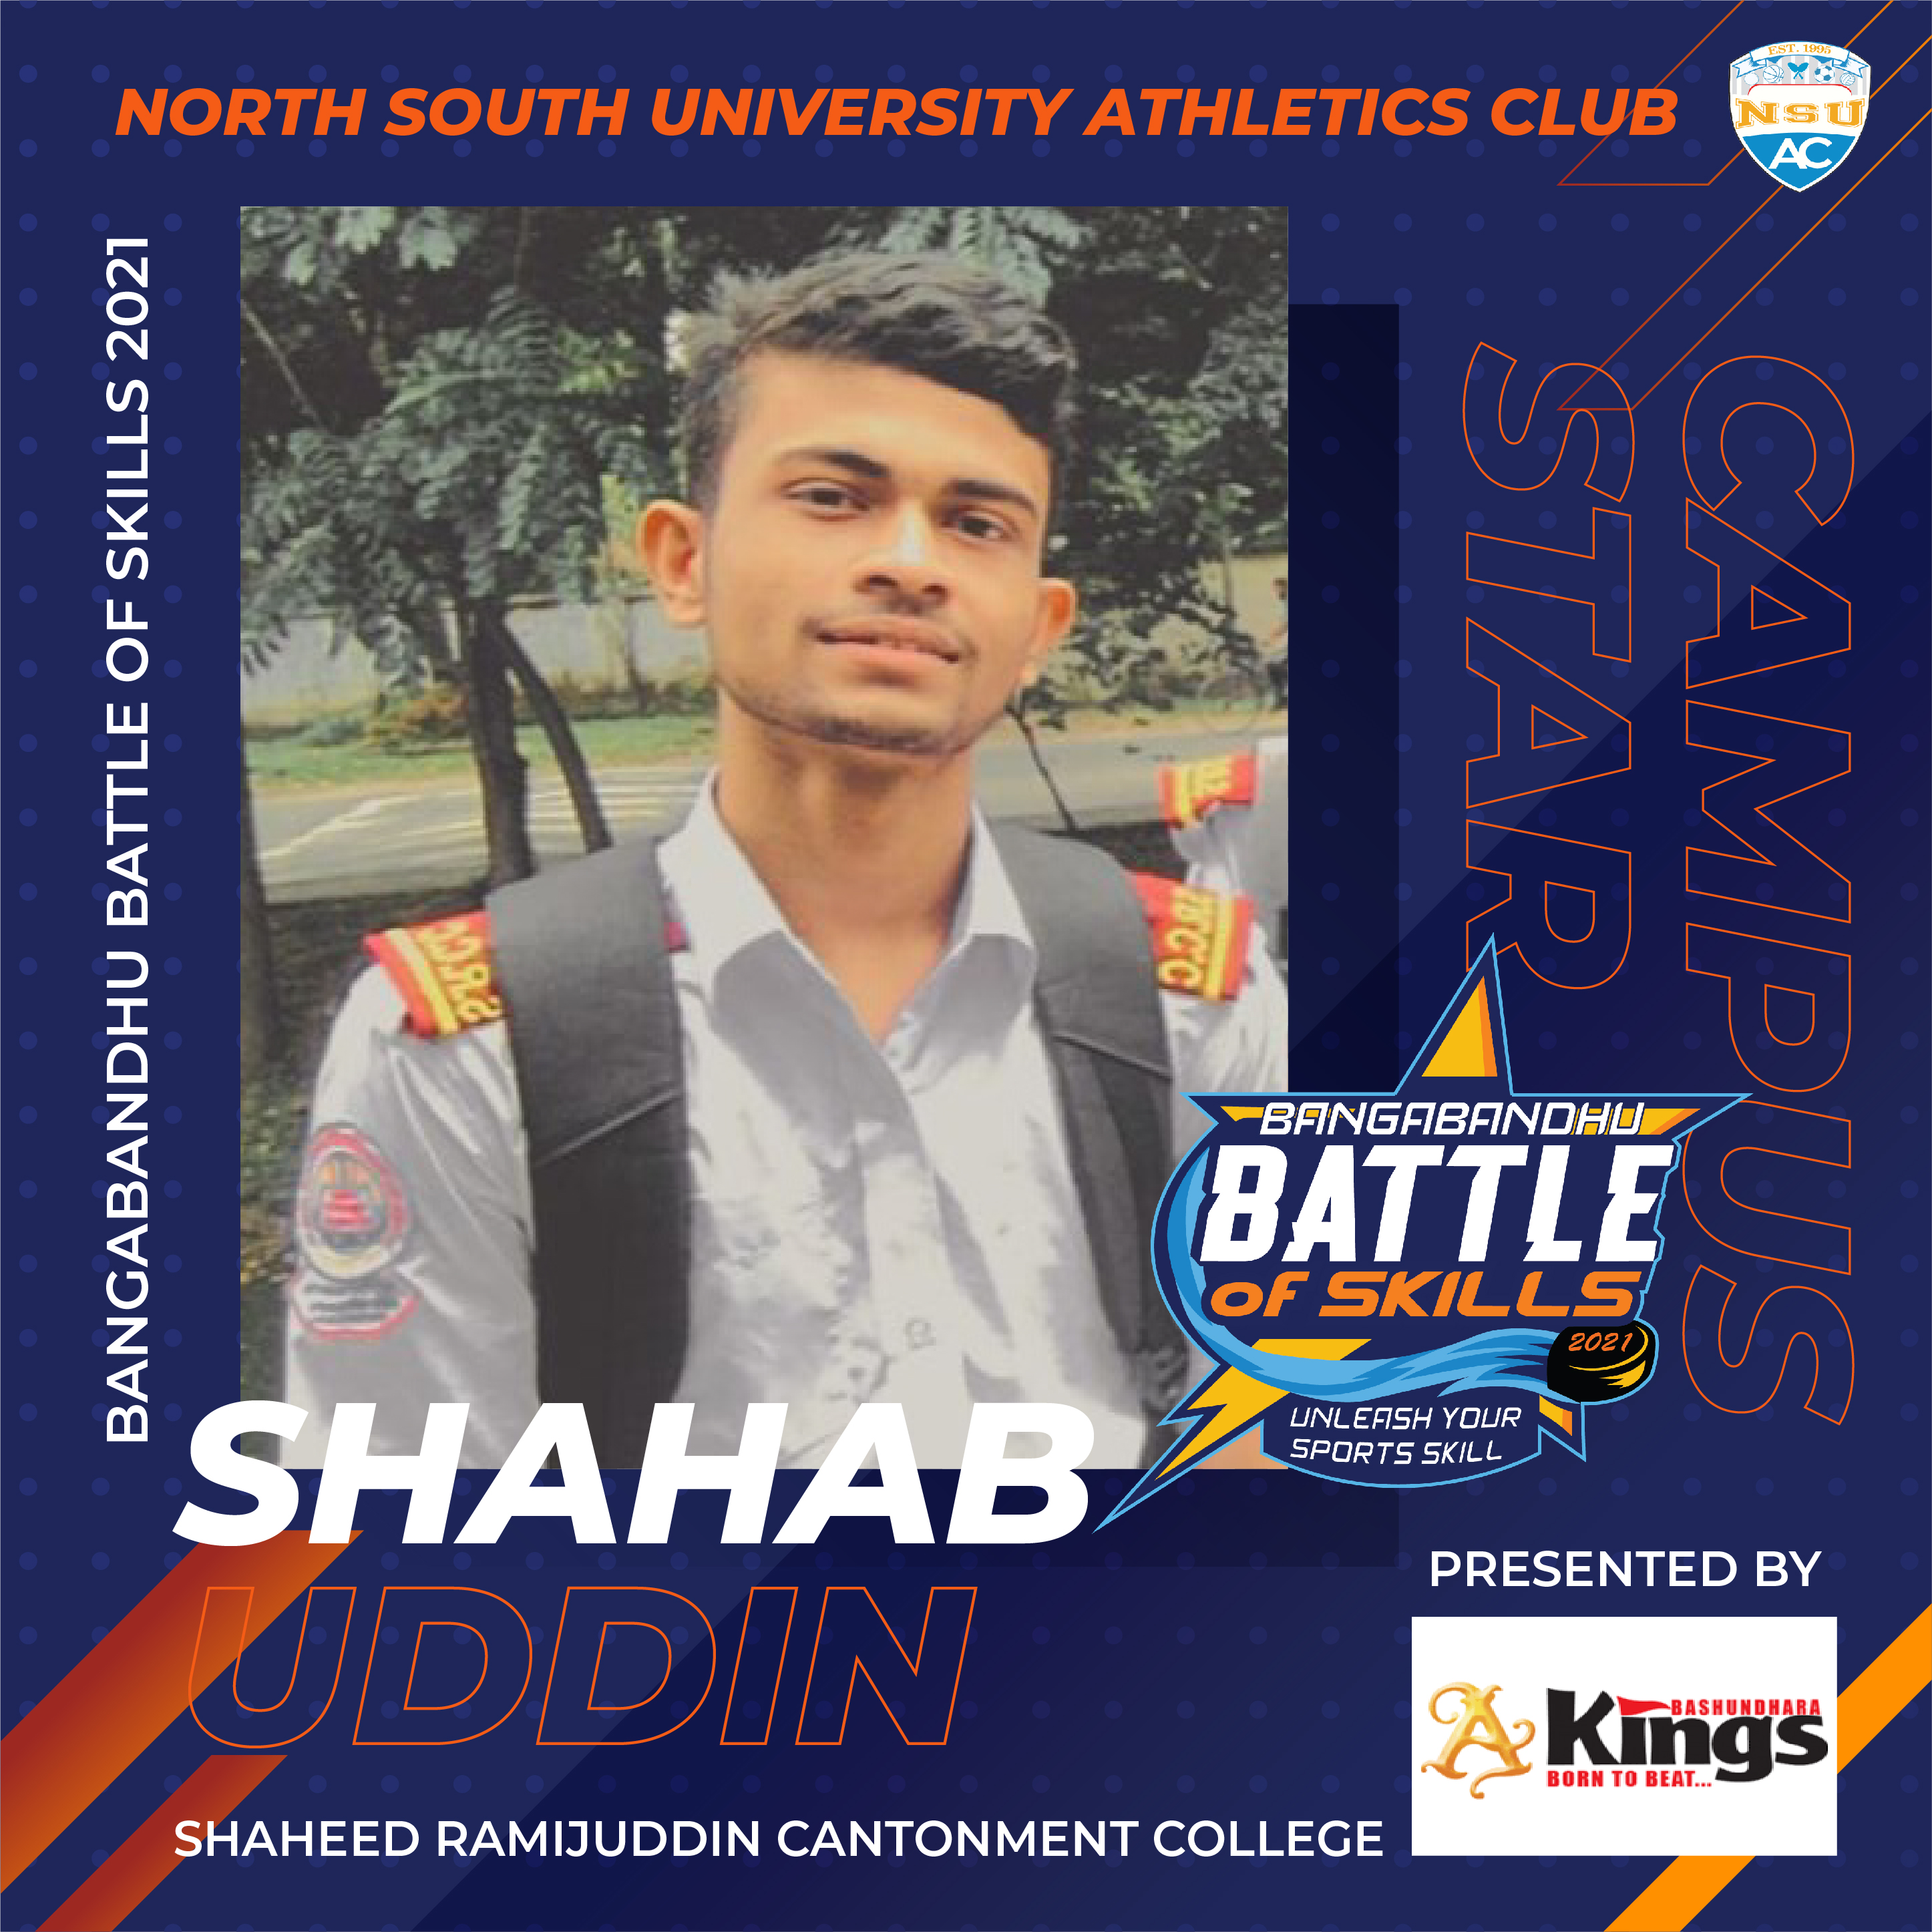 NORTH SOUTH UNIVERSITY ATHLETICS CLUB
EST. 1995
NSU
AC
BANGABANDHU BATTLE OF SKILLS 2021
CAMPUS
STAR
BANGABANDHU
BATTLE
OF SKILLS
2021
UNLEASH YOUR
SPORTS SKILL
SHAHAB
UDDIN
PRESENTED BY
A
BASHUNDHARA
Kings
BORN TO BEAT...
SHAHEED RAMIJUDDIN CANTONMENT COLLEGE